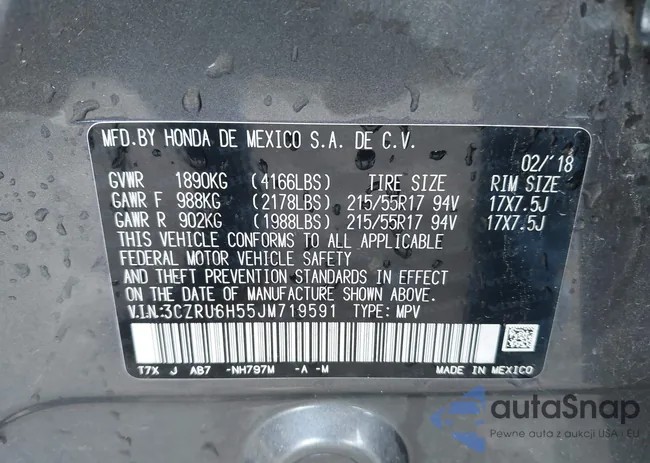 MFD.BY HONDA DE MEXICO S.A. DE C.V.
02/'18
GVWR 1890KG (4166LBS) TIRE SIZE RIM SIZE
GAWR F 988KG (2178LBS) 215/55R17 94V 17X7.5J
GAWR R 902KG (1988LBS) 215/55R17 94V 17X7.5J
THIS VEHICLE CONFORMS TO ALL APPLICABLE
FEDERAL MOTOR VEHICLE SAFETY
AND THEFT PREVENTION STANDARDS IN EFFECT
ON THE DATE OF MANUFACTURE SHOWN ABOVE.
V.I.N.:3CZRU6H55JM719591 TYPE: MPV
T7X J AB7 -NH797M -A -M MADE IN MEXICO
autaSnap
Pewne auta z aukcji USA i EU